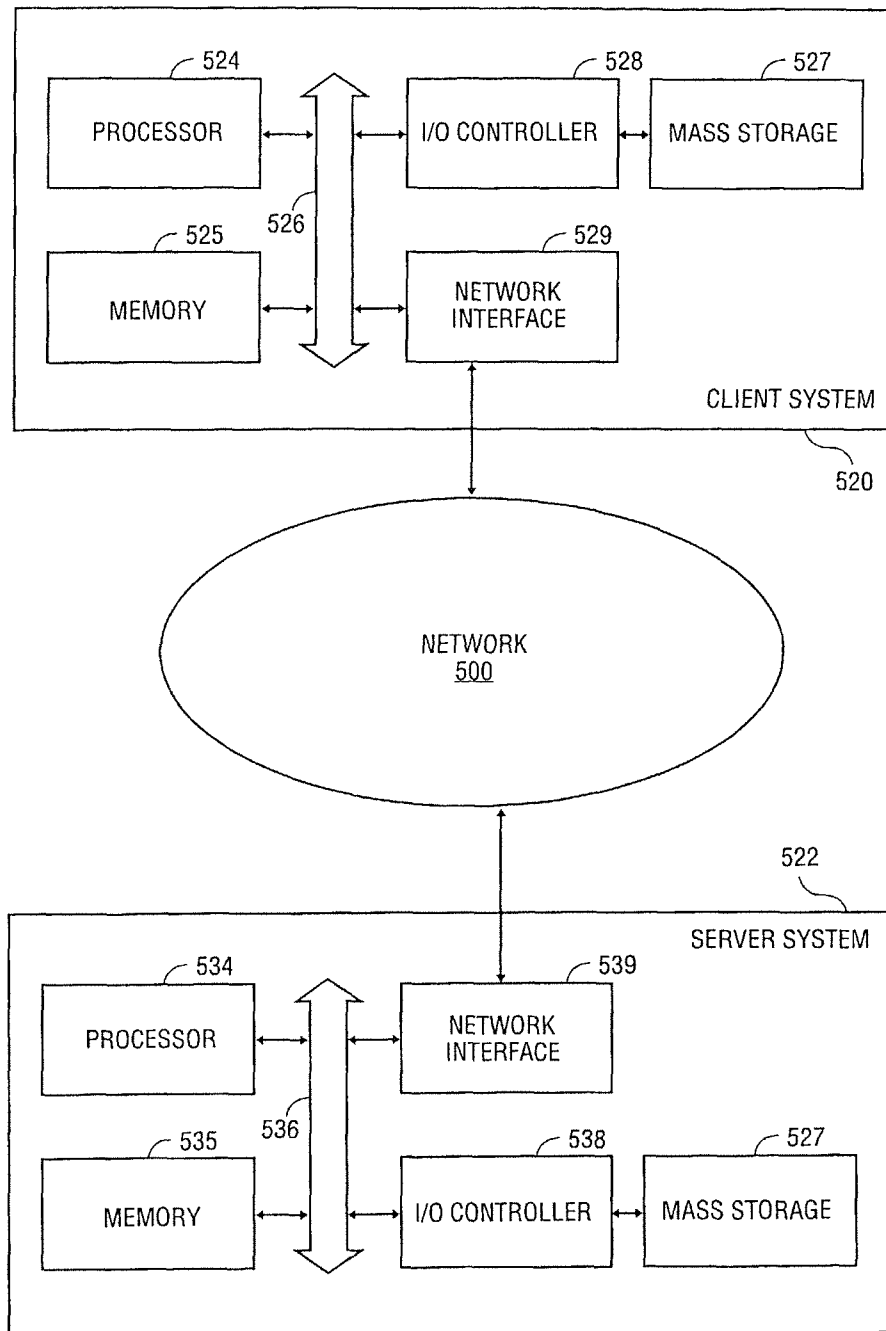 524
528
527
PROCESSOR
I/O CONTROLLER
MASS STORAGE
526
525
529
MEMORY
NETWORK
INTERFACE
CLIENT SYSTEM
520
NETWORK
500
522
SERVER SYSTEM
534
539
PROCESSOR
NETWORK
INTERFACE
536
535
538
527
MEMORY
I/O CONTROLLER
MASS STORAGE